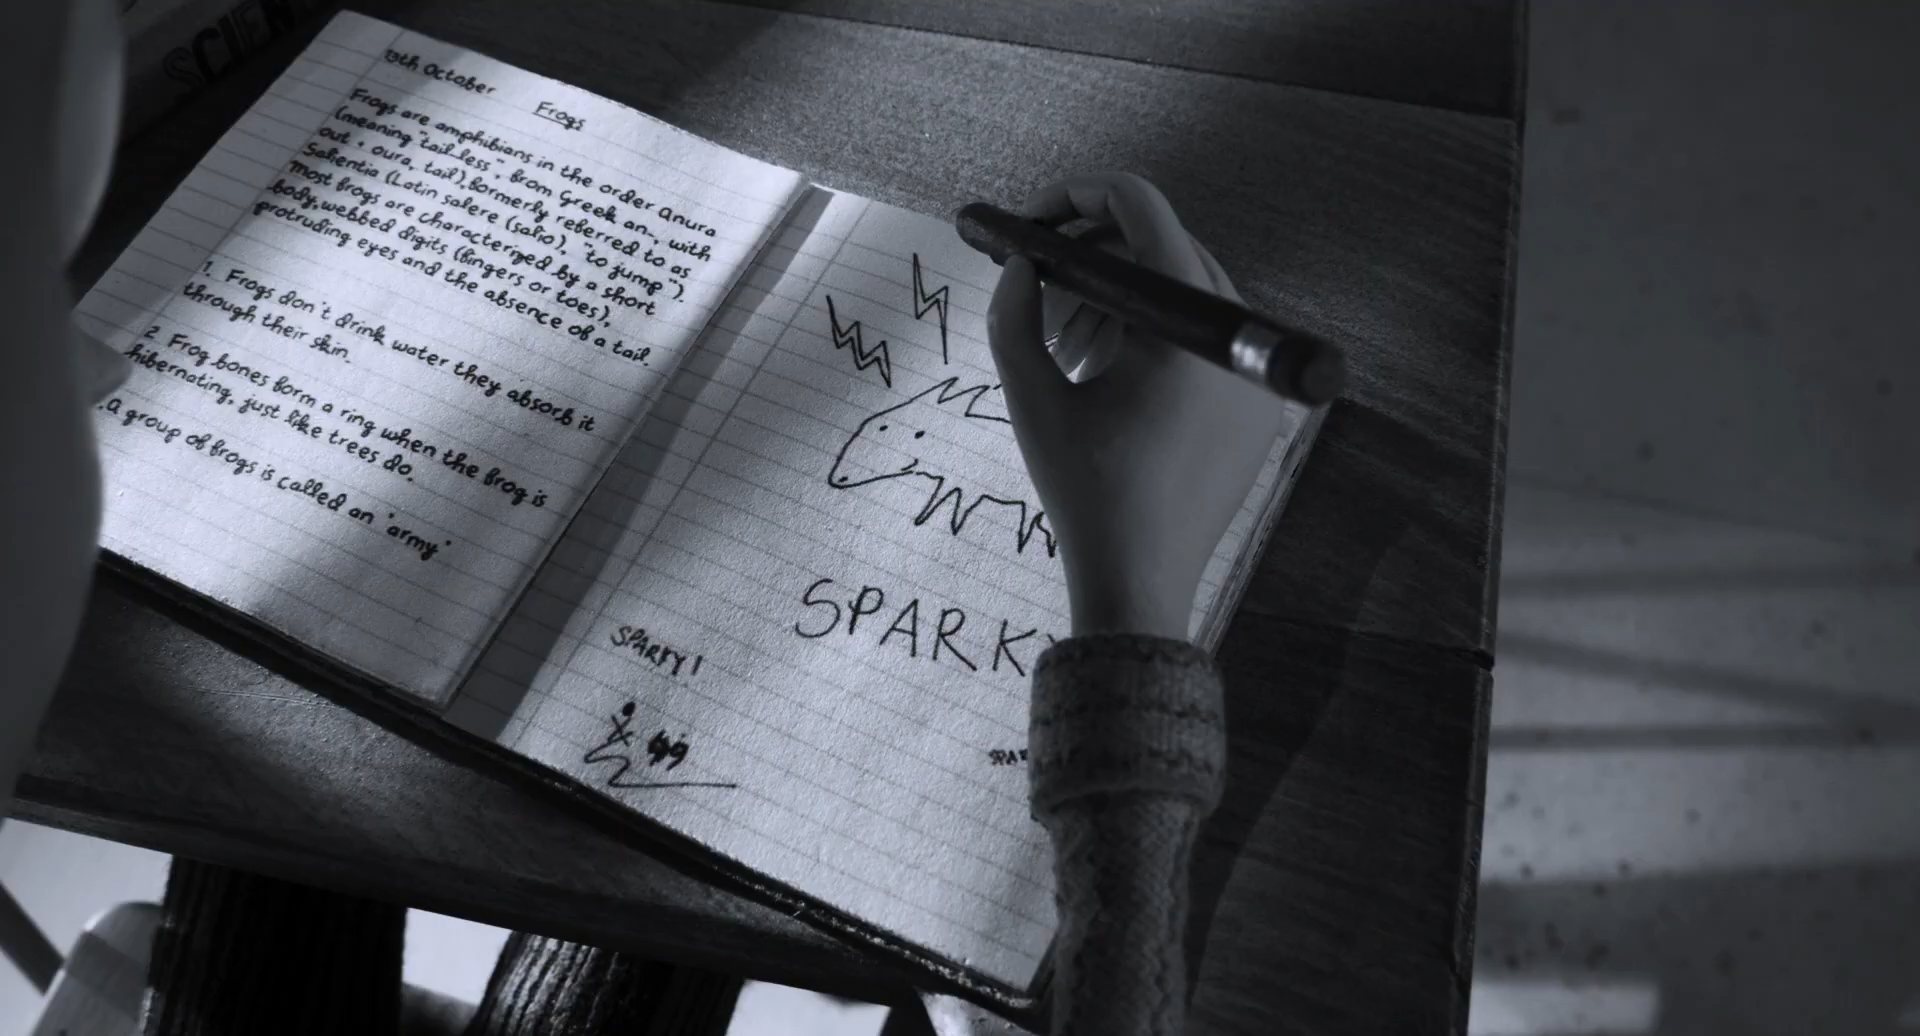 SCIEN
13th October
Frogs
Frogs are amphibians in the order Anura
(meaning "tail-less", from Greek an-, with
out + oura, tail), formerly referred to as
Salientia (Latin salere (salio), "to jump").
most frogs are characterized by a short
body, webbed digits (fingers or toes),
protruding eyes and the absence of a tail.
1. Frogs don't drink water they absorb it
through their skin.
2 Frog bones form a ring when the frog is
hibernating, just like trees do.
.A group of frogs is called an "army"
SPARKY
SPARKY!
SPAR